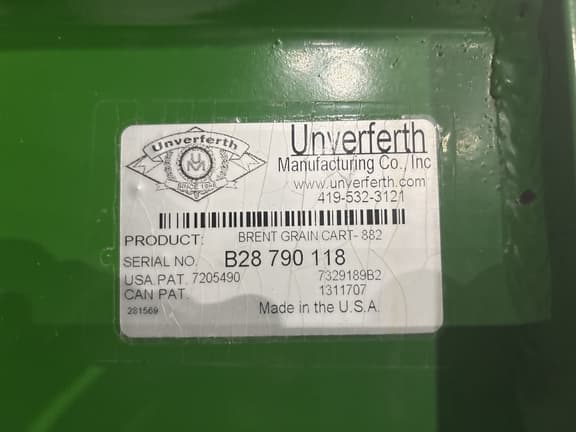 Unverferth
UM
SINCE 1948
Unverferth
Manufacturing Co., Inc
www.unverferth.com
419-532-3121
PRODUCT: BRENT GRAIN CART- 882
SERIAL NO. B28 790 118
USA.PAT. 7205490 7329189B2
CAN PAT. 1311707
281569 Made in the U.S.A.